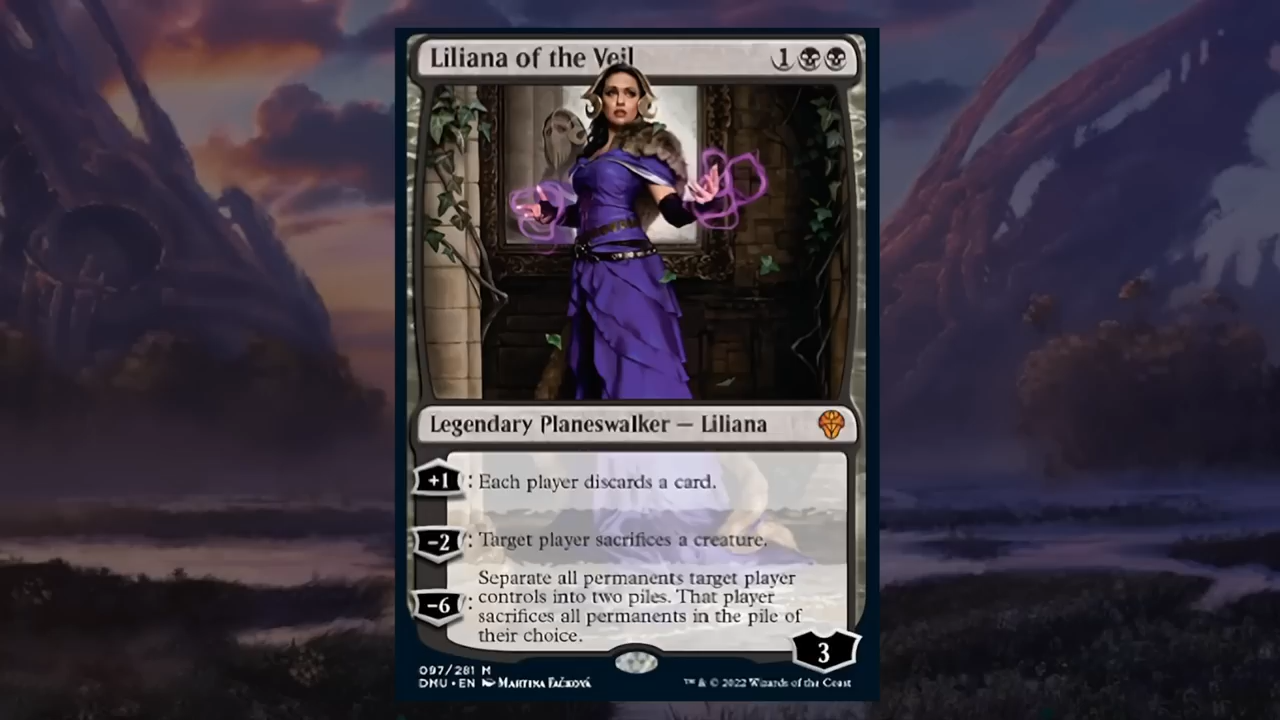 Liliana of the Veil 1
Legendary Planeswalker — Liliana
+1 : Each player discards a card.
−2 : Target player sacrifices a creature.
Separate all permanents target player
−6 : controls into two piles. That player
sacrifices all permanents in the pile of
their choice.
3
097/281 M
DMU • EN Martina Fačková
™ & © 2022 Wizards of the Coast